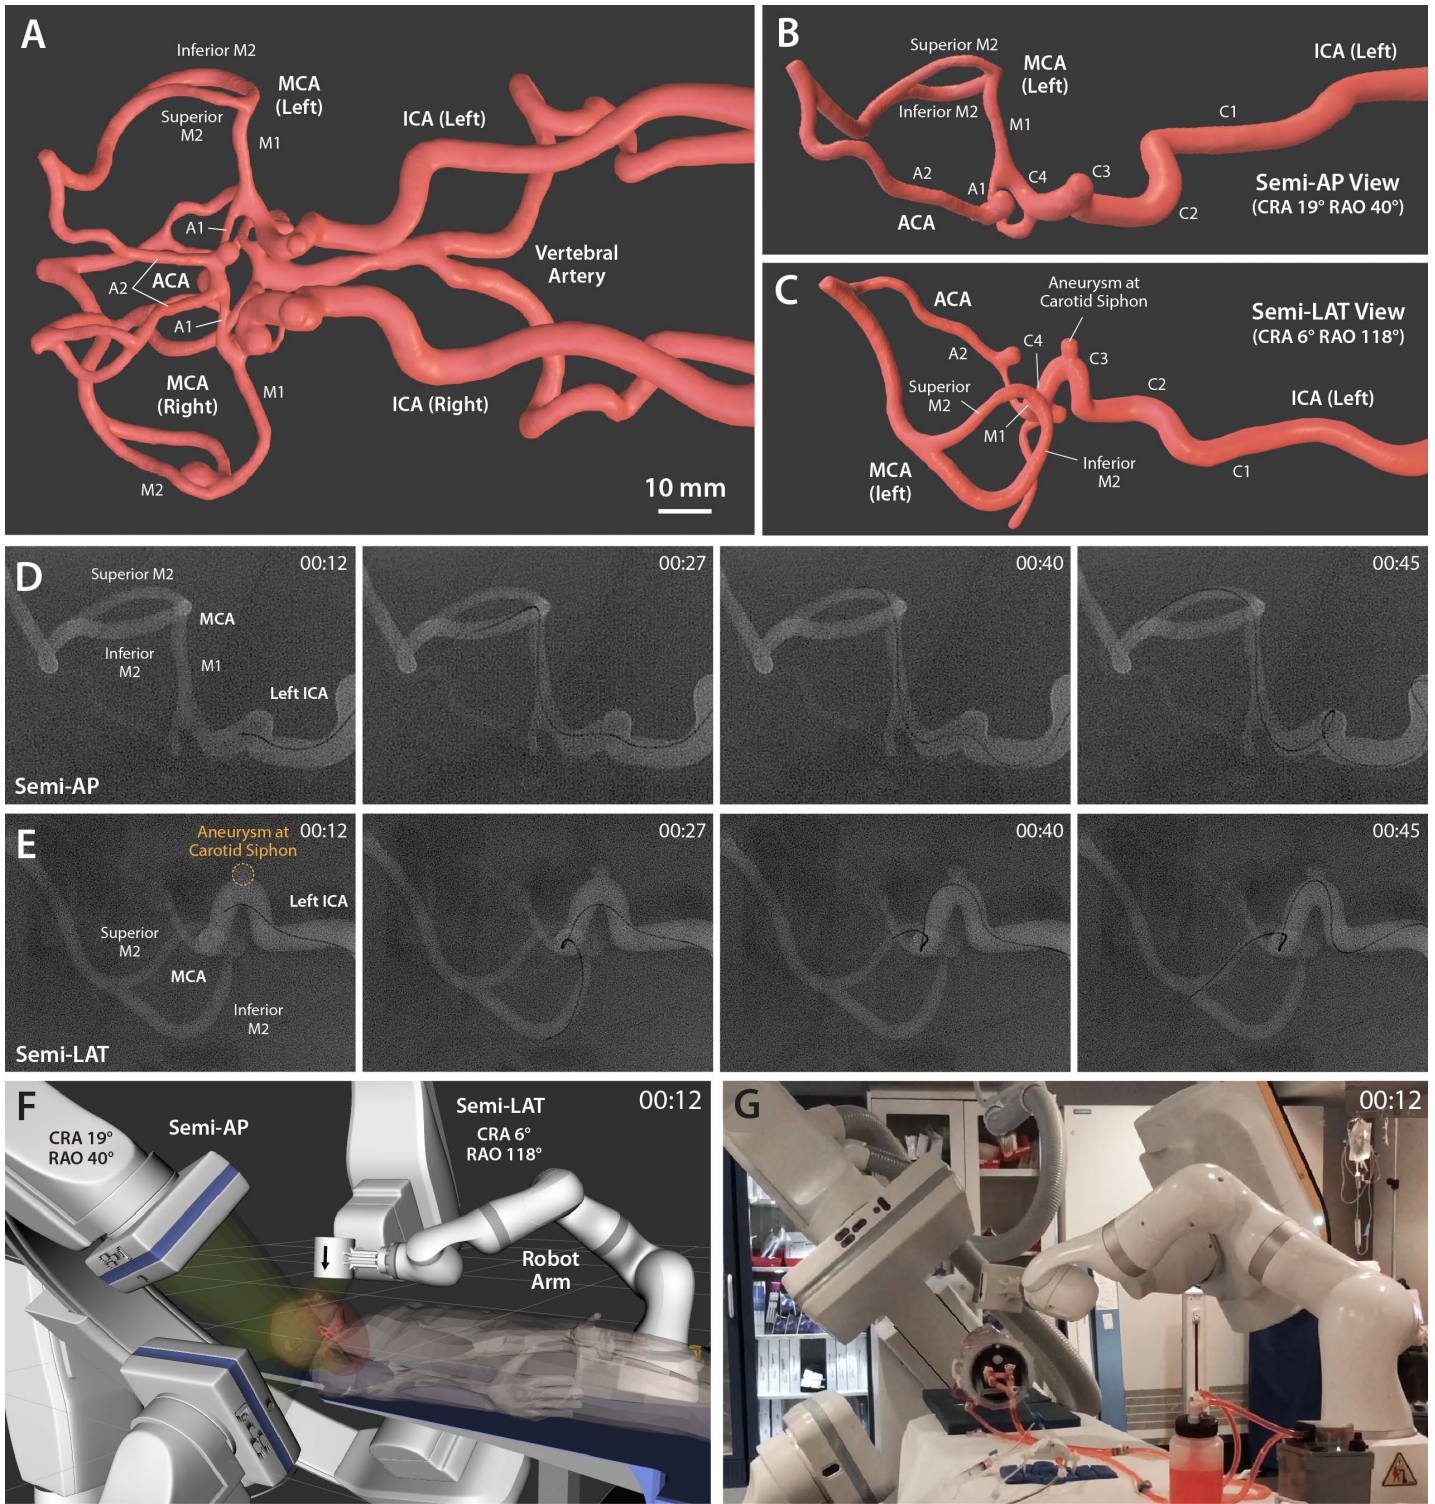 A
Inferior M2
MCA
(Left)
Superior
M2
M1
ICA (Left)
A1
ACA
A2
A1
Vertebral
Artery
MCA
(Right)
M1
ICA (Right)
M2
10 mm
B
Superior M2
MCA
(Left)
ICA (Left)
Inferior M2
M1
C1
A2
A1
C4
C3
C2
ACA
Semi-AP View
(CRA 19° RAO 40°)
C
ACA
Aneurysm at
Carotid Siphon
Semi-LAT View
(CRA 6° RAO 118°)
A2
C4
C3
C2
Superior
M2
M1
ICA (Left)
MCA
(left)
Inferior
M2
C1
D
00:12
Superior M2
MCA
Inferior
M2
M1
Left ICA
Semi-AP
00:27
00:40
00:45
E
Aneurysm at
Carotid Siphon
00:12
Left ICA
Superior
M2
MCA
Inferior
M2
Semi-LAT
00:27
00:40
00:45
F
CRA 19°
RAO 40°
Semi-AP
Semi-LAT
CRA 6°
RAO 118°
00:12
Robot
Arm
G
00:12